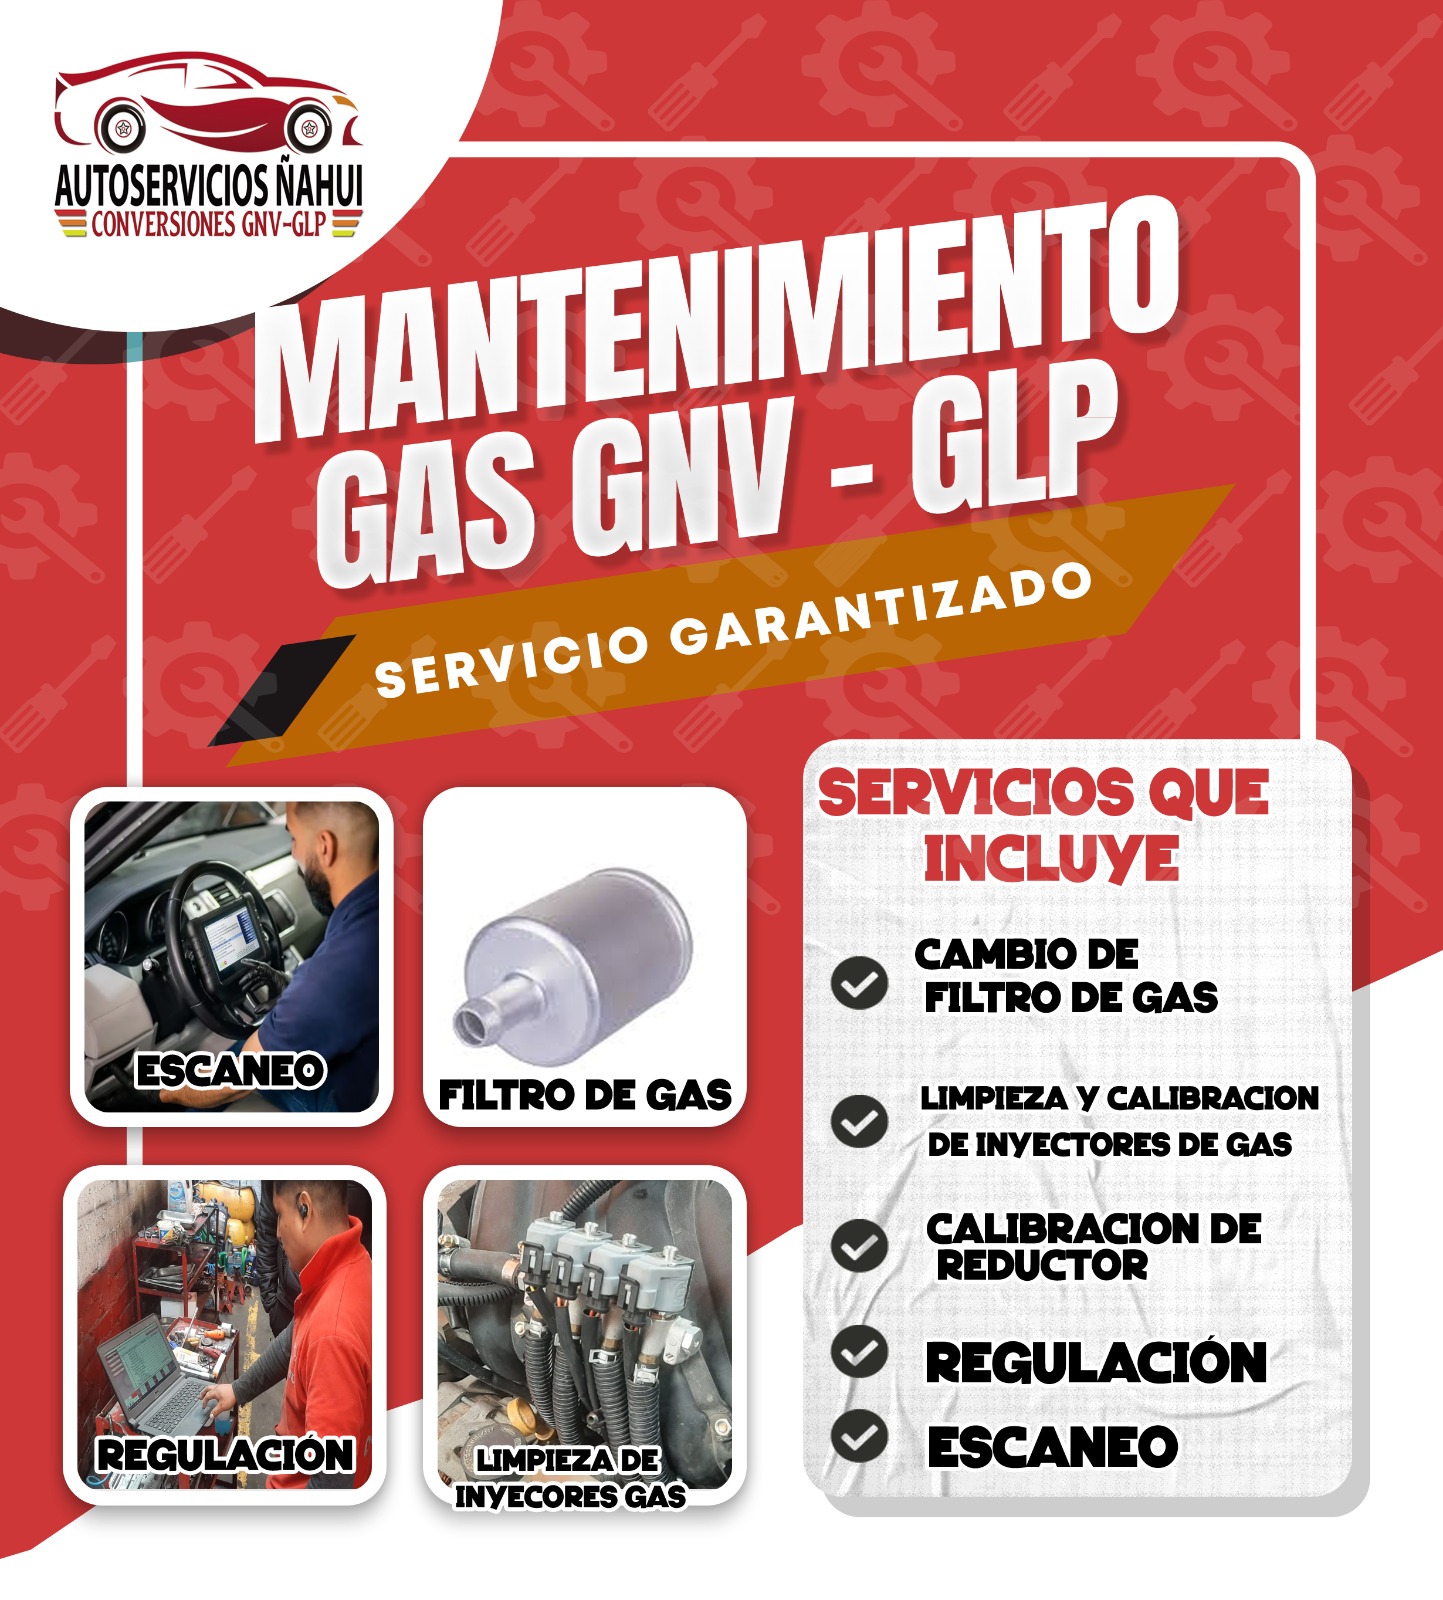 AUTOSERVICIOS ÑAHUI
CONVERSIONES GNV-GLP
MANTENIMIENTO
GAS GNV - GLP
SERVICIO GARANTIZADO
ESCANEO
FILTRO DE GAS
REGULACIÓN
LIMPIEZA DE
INYECORES GAS
SERVICIOS QUE
INCLUYE
CAMBIO DE
FILTRO DE GAS
LIMPIEZA Y CALIBRACION
DE INYECTORES DE GAS
CALIBRACION DE
REDUCTOR
REGULACIÓN
ESCANEO